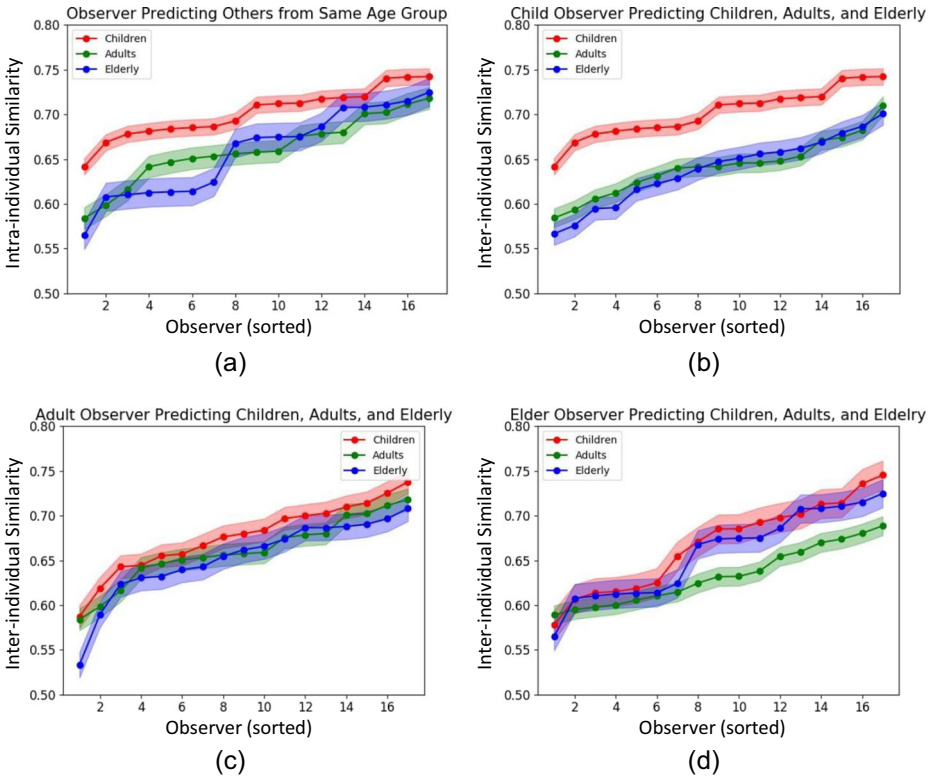 Observer Predicting Others from Same Age Group
0.80
0.75
0.70
0.65
0.60
0.55
0.50
Intra-individual Similarity
Children
Adults
Elderly
2 4 6 8 10 12 14 16
Observer (sorted)
(a)
Child Observer Predicting Children, Adults, and Elderly
0.80
0.75
0.70
0.65
0.60
0.55
0.50
Inter-individual Similarity
Children
Adults
Elderly
2 4 6 8 10 12 14 16
Observer (sorted)
(b)
Adult Observer Predicting Children, Adults, and Elderly
0.80
0.75
0.70
0.65
0.60
0.55
0.50
Inter-individual Similarity
Children
Adults
Elderly
2 4 6 8 10 12 14 16
Observer (sorted)
(c)
Elder Observer Predicting Children, Adults, and Eldelry
0.80
0.75
0.70
0.65
0.60
0.55
0.50
Inter-individual Similarity
Children
Adults
Elderly
2 4 6 8 10 12 14 16
Observer (sorted)
(d)